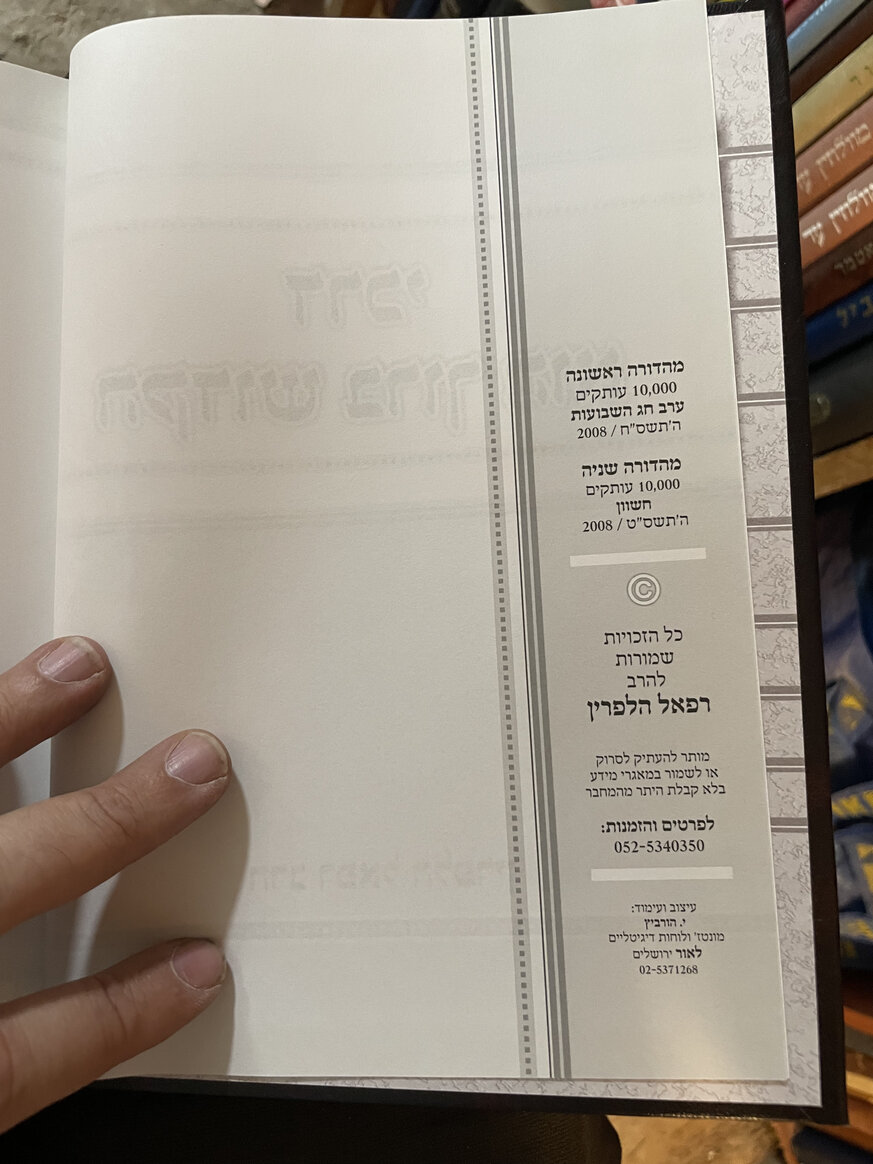 מהדורה ראשונה
10,000 עותקים
ערב חג השבועות
ה'תשס"ח / 2008
מהדורה שניה
10,000 עותקים
חשוון
ה'תשס"ט / 2008
©
כל הזכויות
שמורות
להרב
רפאל הלפרין
מותר להעתיק לסרוק
או לשמור במאגרי מידע
בלא קבלת היתר מהמחבר
לפרטים והזמנות:
052-5340350
עיצוב ועימוד:
י. הורביץ
מונטז' ולוחות דיגיטליים
לאור ירושלים
02-5371268
דרכי